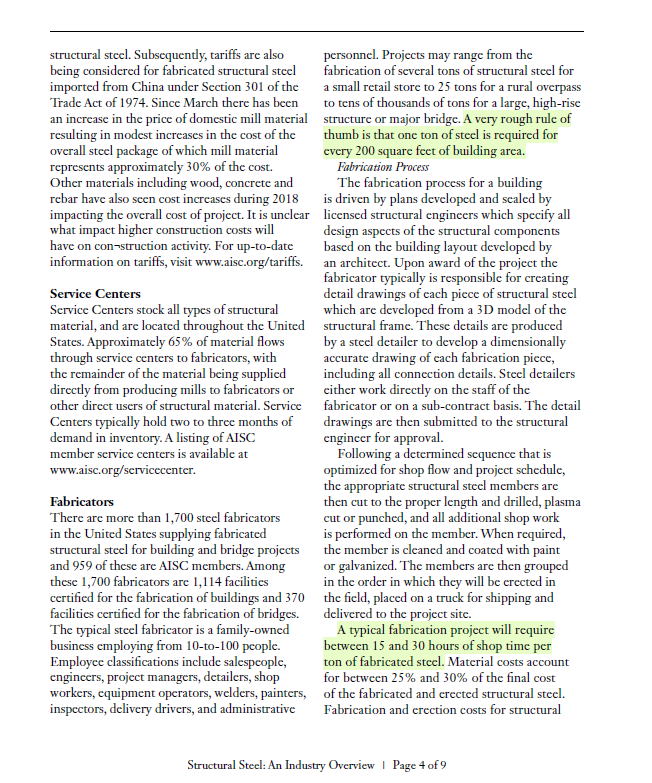 structural steel. Subsequently, tariffs are also
being considered for fabricated structural steel
imported from China under Section 301 of the
Trade Act of 1974. Since March there has been
an increase in the price of domestic mill material
resulting in modest increases in the cost of the
overall steel package of which mill material
represents approximately 30% of the cost.
Other materials including wood, concrete and
rebar have also seen cost increases during 2018
impacting the overall cost of project. It is unclear
what impact higher construction costs will
have on con¬struction activity. For up-to-date
information on tariffs, visit www.aisc.org/tariffs.
Service Centers
Service Centers stock all types of structural
material, and are located throughout the United
States. Approximately 65% of material flows
through service centers to fabricators, with
the remainder of the material being supplied
directly from producing mills to fabricators or
other direct users of structural material. Service
Centers typically hold two to three months of
demand in inventory. A listing of AISC
member service centers is available at
www.aisc.org/servicecenter.
Fabricators
There are more than 1,700 steel fabricators
in the United States supplying fabricated
structural steel for building and bridge projects
and 959 of these are AISC members. Among
these 1,700 fabricators are 1,114 facilities
certified for the fabrication of buildings and 370
facilities certified for the fabrication of bridges.
The typical steel fabricator is a family-owned
business employing from 10-to-100 people.
Employee classifications include salespeople,
engineers, project managers, detailers, shop
workers, equipment operators, welders, painters,
inspectors, delivery drivers, and administrative
personnel. Projects may range from the
fabrication of several tons of structural steel for
a small retail store to 25 tons for a rural overpass
to tens of thousands of tons for a large, high-rise
structure or major bridge. A very rough rule of
thumb is that one ton of steel is required for
every 200 square feet of building area.
Fabrication Process
The fabrication process for a building
is driven by plans developed and sealed by
licensed structural engineers which specify all
design aspects of the structural components
based on the building layout developed by
an architect. Upon award of the project the
fabricator typically is responsible for creating
detail drawings of each piece of structural steel
which are developed from a 3D model of the
structural frame. These details are produced
by a steel detailer to develop a dimensionally
accurate drawing of each fabrication piece,
including all connection details. Steel detailers
either work directly on the staff of the
fabricator or on a sub-contract basis. The detail
drawings are then submitted to the structural
engineer for approval.
Following a determined sequence that is
optimized for shop flow and project schedule,
the appropriate structural steel members are
then cut to the proper length and drilled, plasma
cut or punched, and all additional shop work
is performed on the member. When required,
the member is cleaned and coated with paint
or galvanized. The members are then grouped
in the order in which they will be erected in
the field, placed on a truck for shipping and
delivered to the project site.
A typical fabrication project will require
between 15 and 30 hours of shop time per
ton of fabricated steel. Material costs account
for between 25% and 30% of the final cost
of the fabricated and erected structural steel.
Fabrication and erection costs for structural
Structural Steel: An Industry Overview | Page 4 of 9